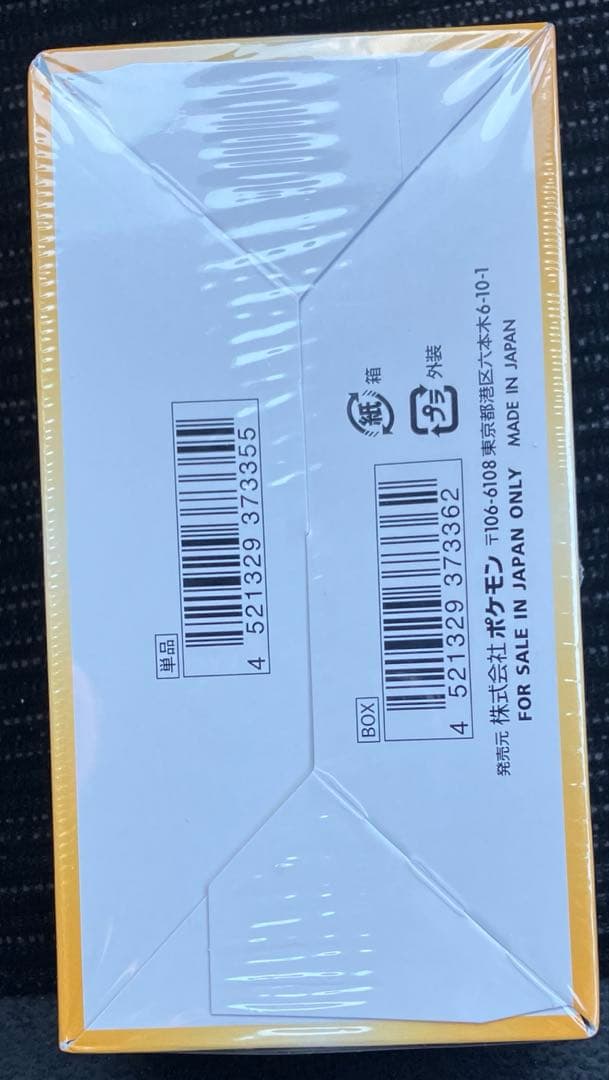 単品
4 521329 373355
BOX
4 521329 373362
紙 箱
プラ 外装
発売元 株式会社ポケモン 〒106-6108 東京都港区六本木6-10-1
FOR SALE IN JAPAN ONLY MADE IN JAPAN